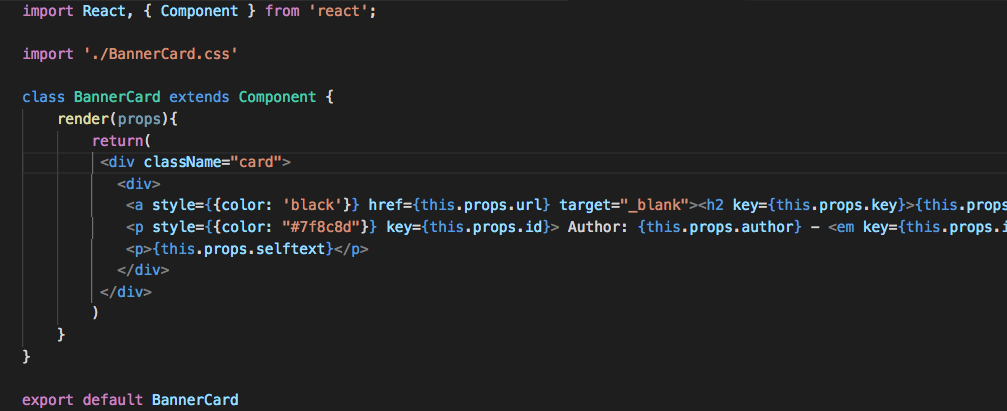 import React, { Component } from 'react';
import './BannerCard.css'
class BannerCard extends Component {
render(props){
return(
<div className="card">
<div>
<a style={{color: 'black'}} href={this.props.url} target="_blank"><h2 key={this.props.key}>{this.props
<p style={{color: "#7f8c8d"}} key={this.props.id}> Author: {this.props.author} – <em key={this.props.i
<p>{this.props.selftext}</p>
</div>
</div>
)
}
}
export default BannerCard